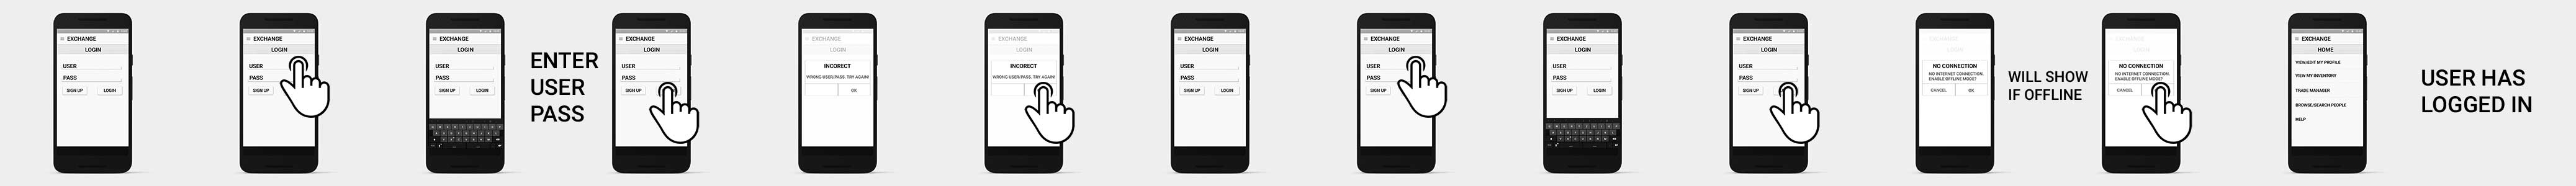 EXCHANGE
LOGIN
USER
PASS
SIGN UP
LOGIN
EXCHANGE
LOGIN
USER
PASS
SIGN UP
EXCHANGE
LOGIN
USER
PASS
SIGN UP
LOGIN
ENTER
USER
PASS
EXCHANGE
LOGIN
USER
PASS
SIGN UP
EXCHANGE
LOGIN
INCORECT
WRONG USER/PASS. TRY AGAIN!
OK
EXCHANGE
LOGIN
INCORECT
WRONG USER/PASS. TRY AGAIN!
EXCHANGE
LOGIN
USER
PASS
SIGN UP
LOGIN
EXCHANGE
LOGIN
USER
PASS
SIGN UP
EXCHANGE
LOGIN
USER
PASS
SIGN UP
LOGIN
EXCHANGE
LOGIN
USER
PASS
SIGN UP
EXCHANGE
LOGIN
NO CONNECTION
NO INTERNET CONNECTION.
ENABLE OFFLINE MODE?
CANCEL
OK
WILL SHOW
IF OFFLINE
EXCHANGE
LOGIN
NO CONNECTION
NO INTERNET CONNECTION.
ENABLE OFFLINE MODE?
CANCEL
EXCHANGE
HOME
VIEW/EDIT MY PROFILE
VIEW MY INVENTORY
TRADE MANAGER
BROWSE/SEARCH PEOPLE
HELP
USER HAS
LOGGED IN